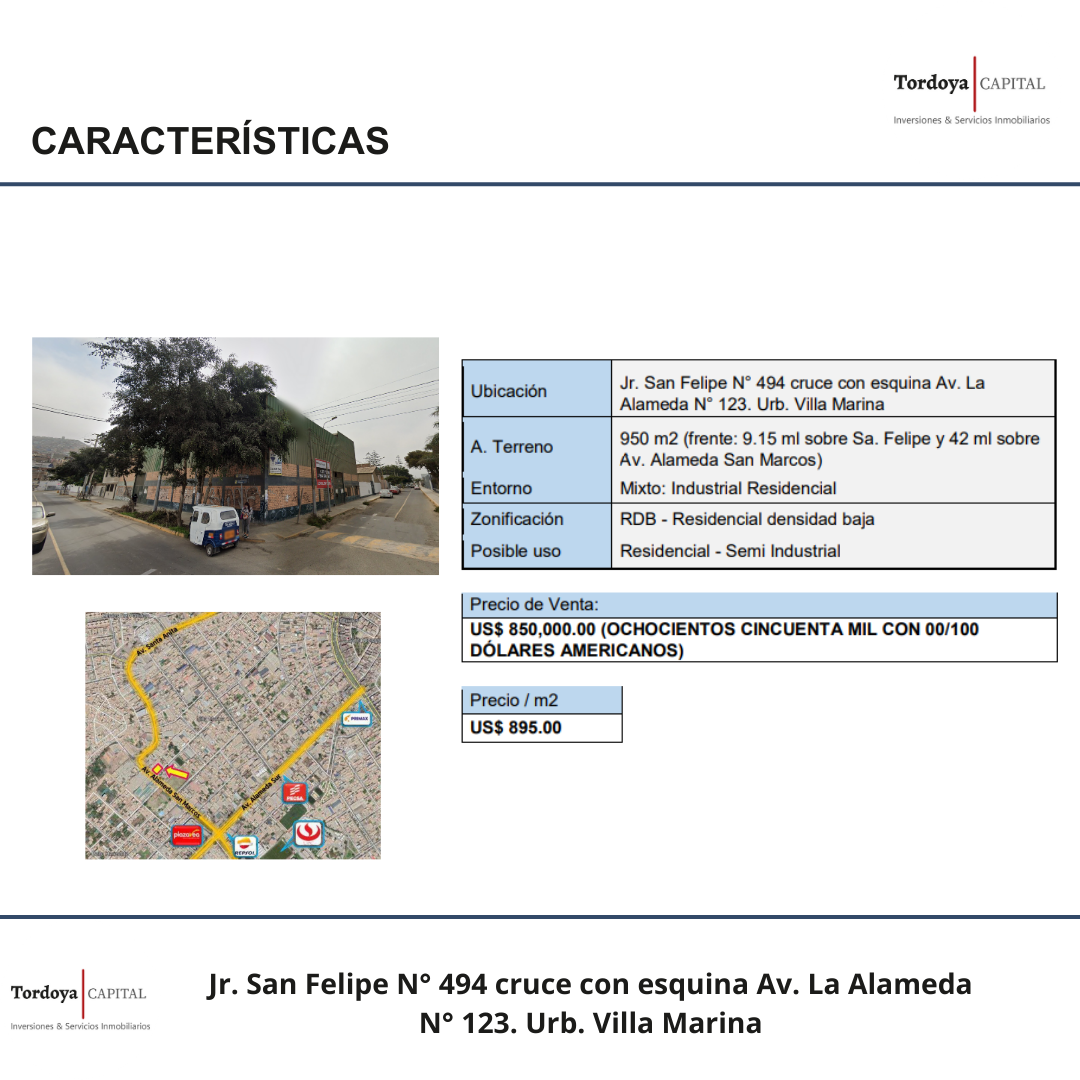 Tordoya CAPITAL
Inversiones & Servicios Inmobiliarios
CARACTERÍSTICAS
Ubicación
Jr. San Felipe N° 494 cruce con esquina Av. La
Alameda N° 123. Urb. Villa Marina
A. Terreno
950 m2 (frente: 9.15 ml sobre Sa. Felipe y 42 ml sobre
Av. Alameda San Marcos)
Entorno
Mixto: Industrial Residencial
Zonificación
RDB - Residencial densidad baja
Posible uso
Residencial - Semi Industrial
Precio de Venta:
US$ 850,000.00 (OCHOCIENTOS CINCUENTA MIL CON 00/100
DÓLARES AMERICANOS)
Precio / m2
US$ 895.00
Av. Santa Anita
PRIMAX
Av. Alameda San Marcos
Av. Alameda Sur
plazavea
REPSOL
Tordoya CAPITAL
Inversiones & Servicios Inmobiliarios
Jr. San Felipe N° 494 cruce con esquina Av. La Alameda
N° 123. Urb. Villa Marina